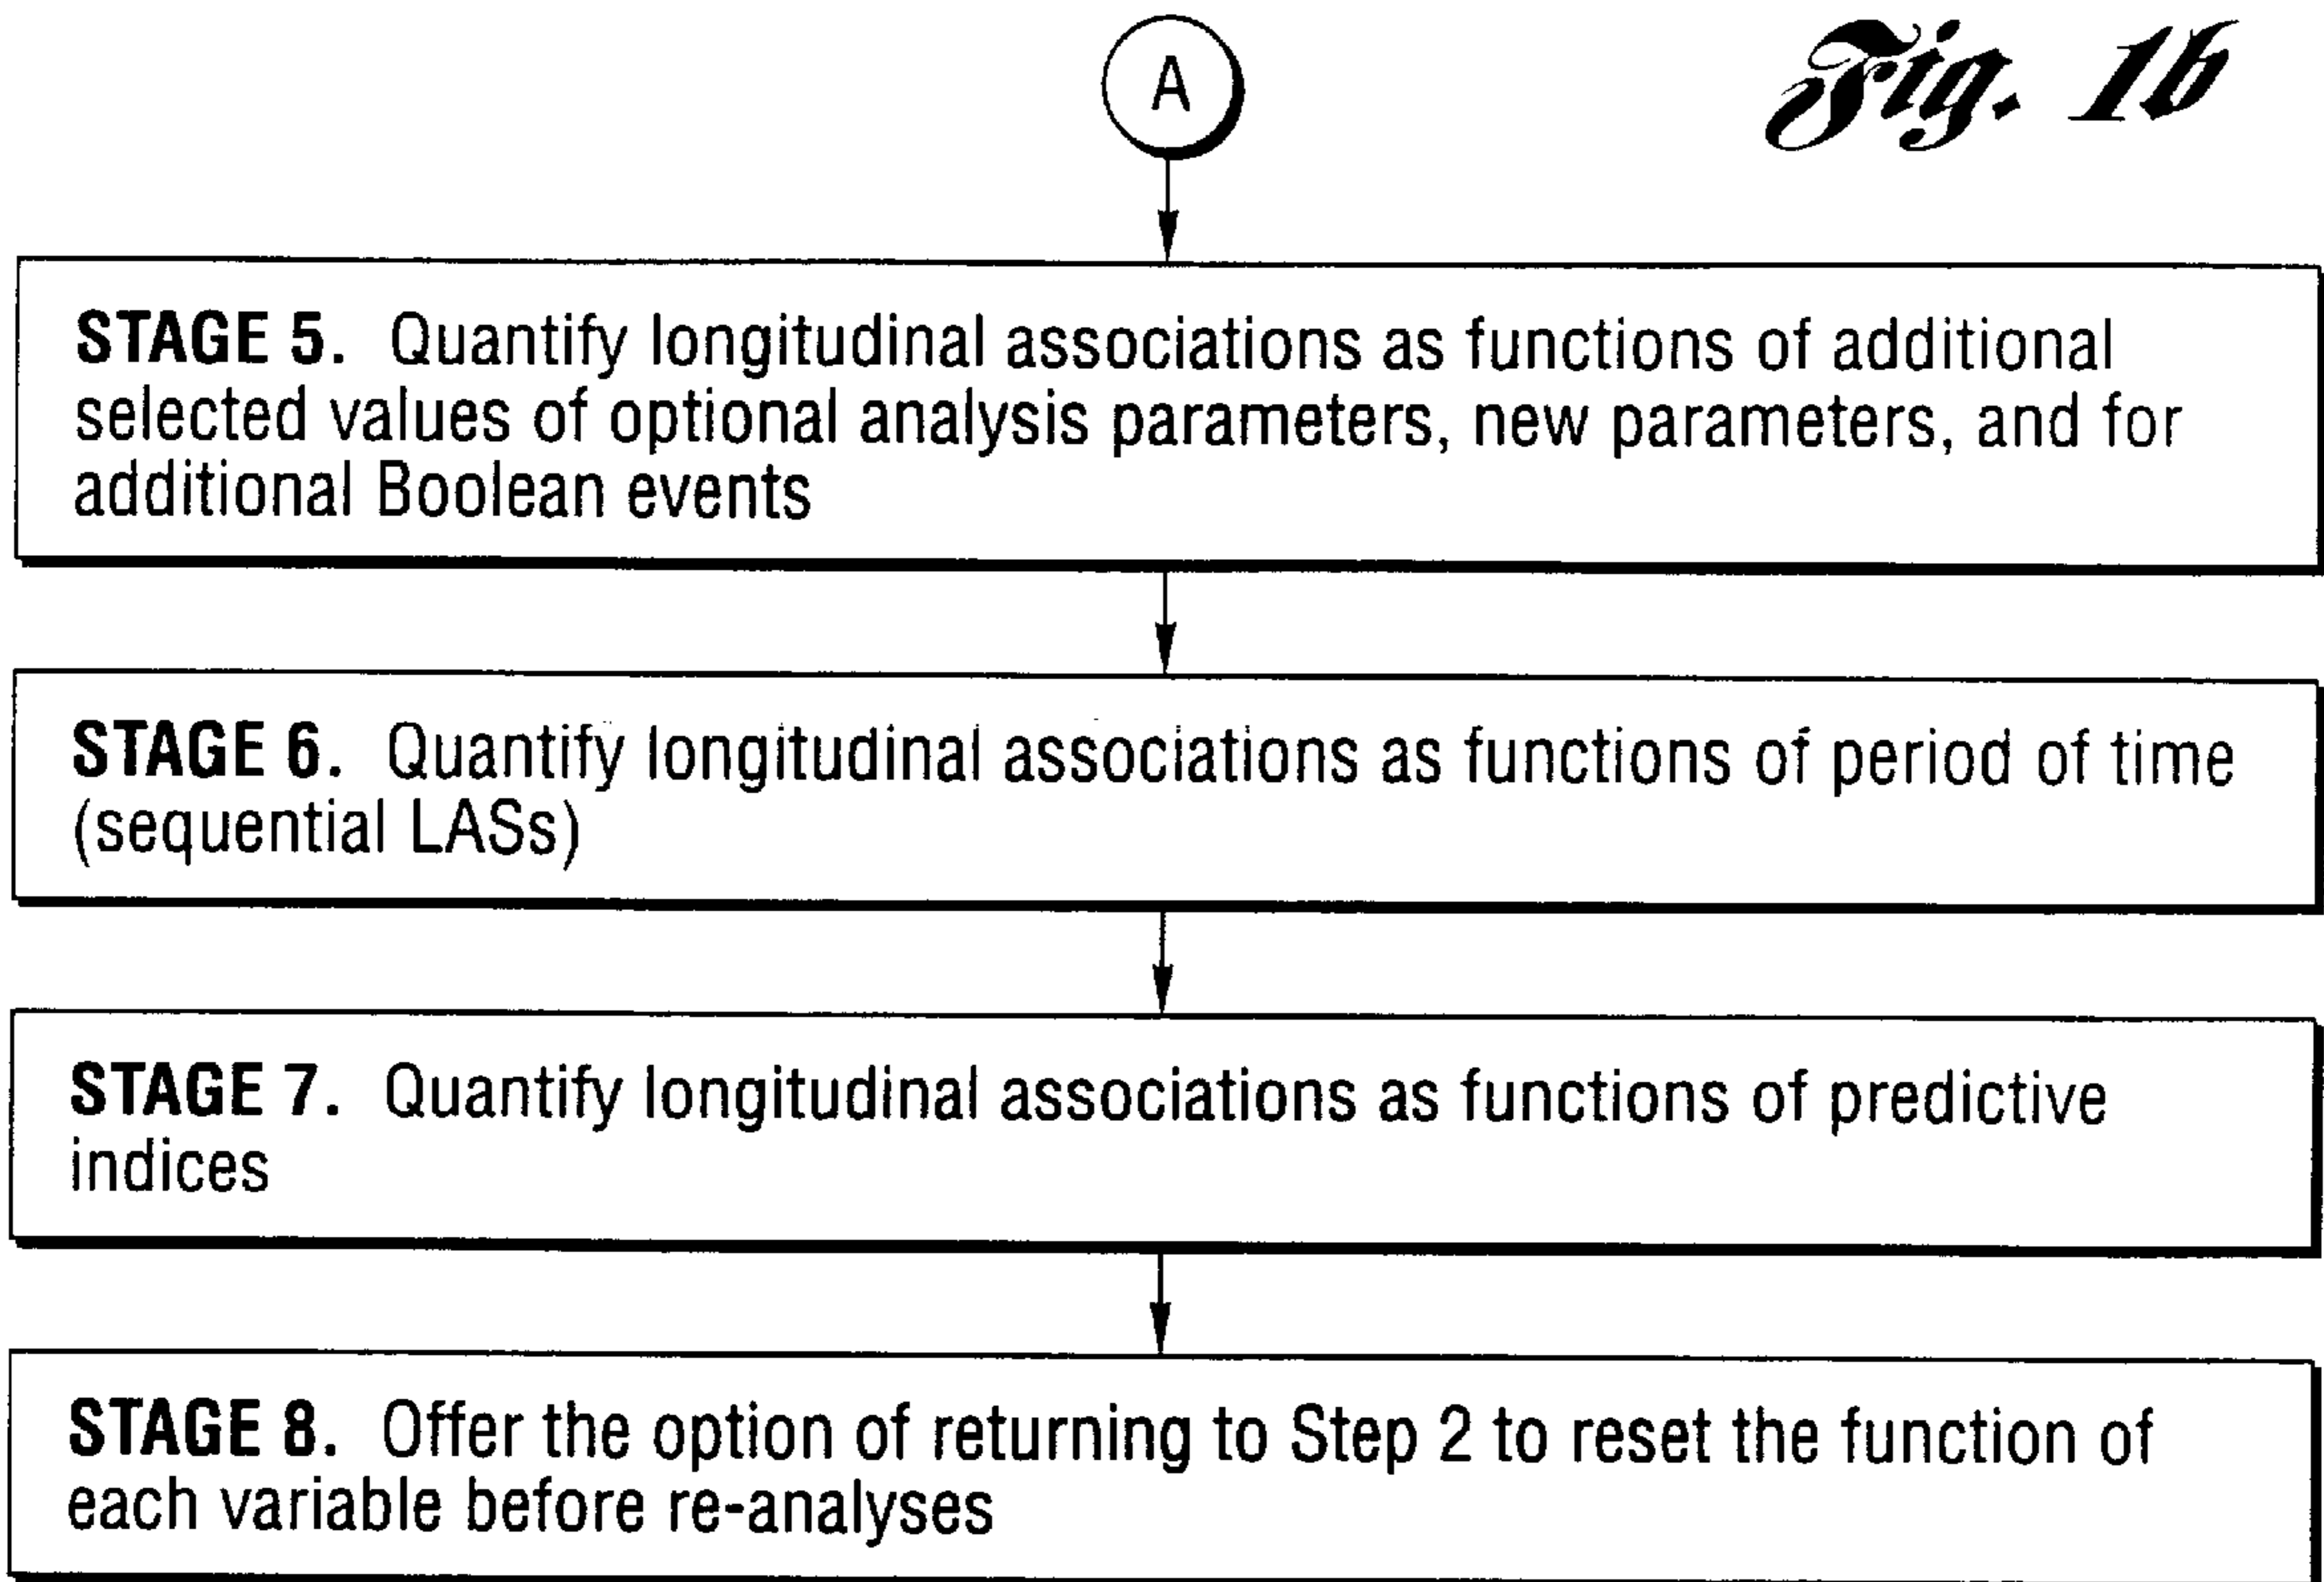 A
Fig. 1b
STAGE 5. Quantify longitudinal associations as functions of additional
selected values of optional analysis parameters, new parameters, and for
additional Boolean events
STAGE 6. Quantify longitudinal associations as functions of period of time
(sequential LASs)
STAGE 7. Quantify longitudinal associations as functions of predictive
indices
STAGE 8. Offer the option of returning to Step 2 to reset the function of
each variable before re-analyses